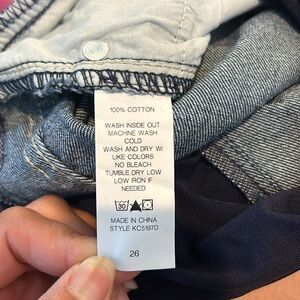 100% COTTON
WASH INSIDE OUT
MACHINE WASH
COLD
WASH AND DRY WI
LIKE COLORS
NO BLEACH
TUMBLE DRY LOW
LOW IRON IF
NEEDED
30
MADE IN CHINA
STYLE KC5197D
26